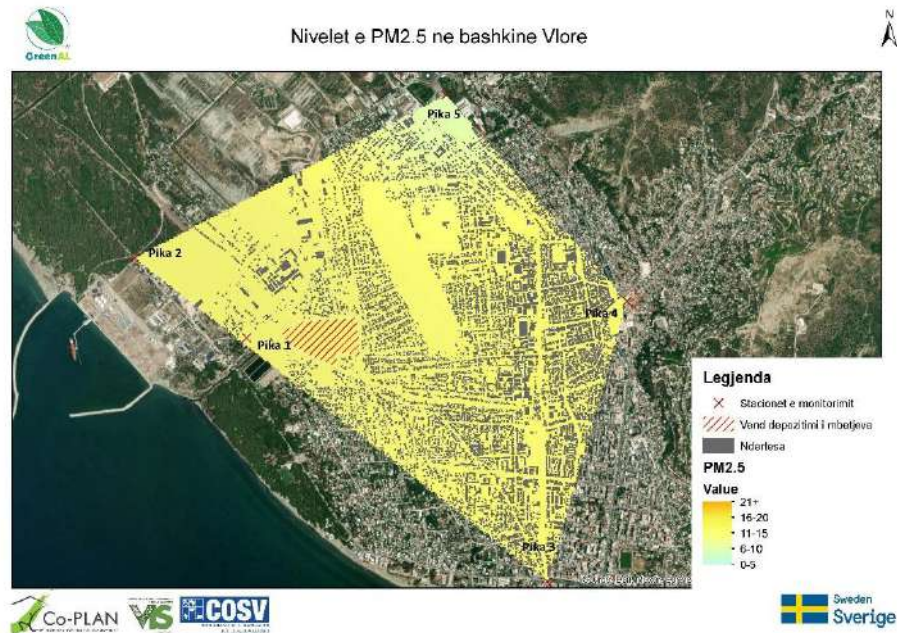 GreenAL
Nivelet e PM2.5 ne bashkine Vlore
N
Pika 5
Pika 2
Pika 4
Pika 1
Pika 3
Legjenda
Stacionet e monitorimit
Vend depozitimi i mbetjeve
Ndertesa
PM2.5
Value
21+
16-20
11-15
6-10
0-5
Co-PLAN
VIS
COSV
Sweden
Sverige